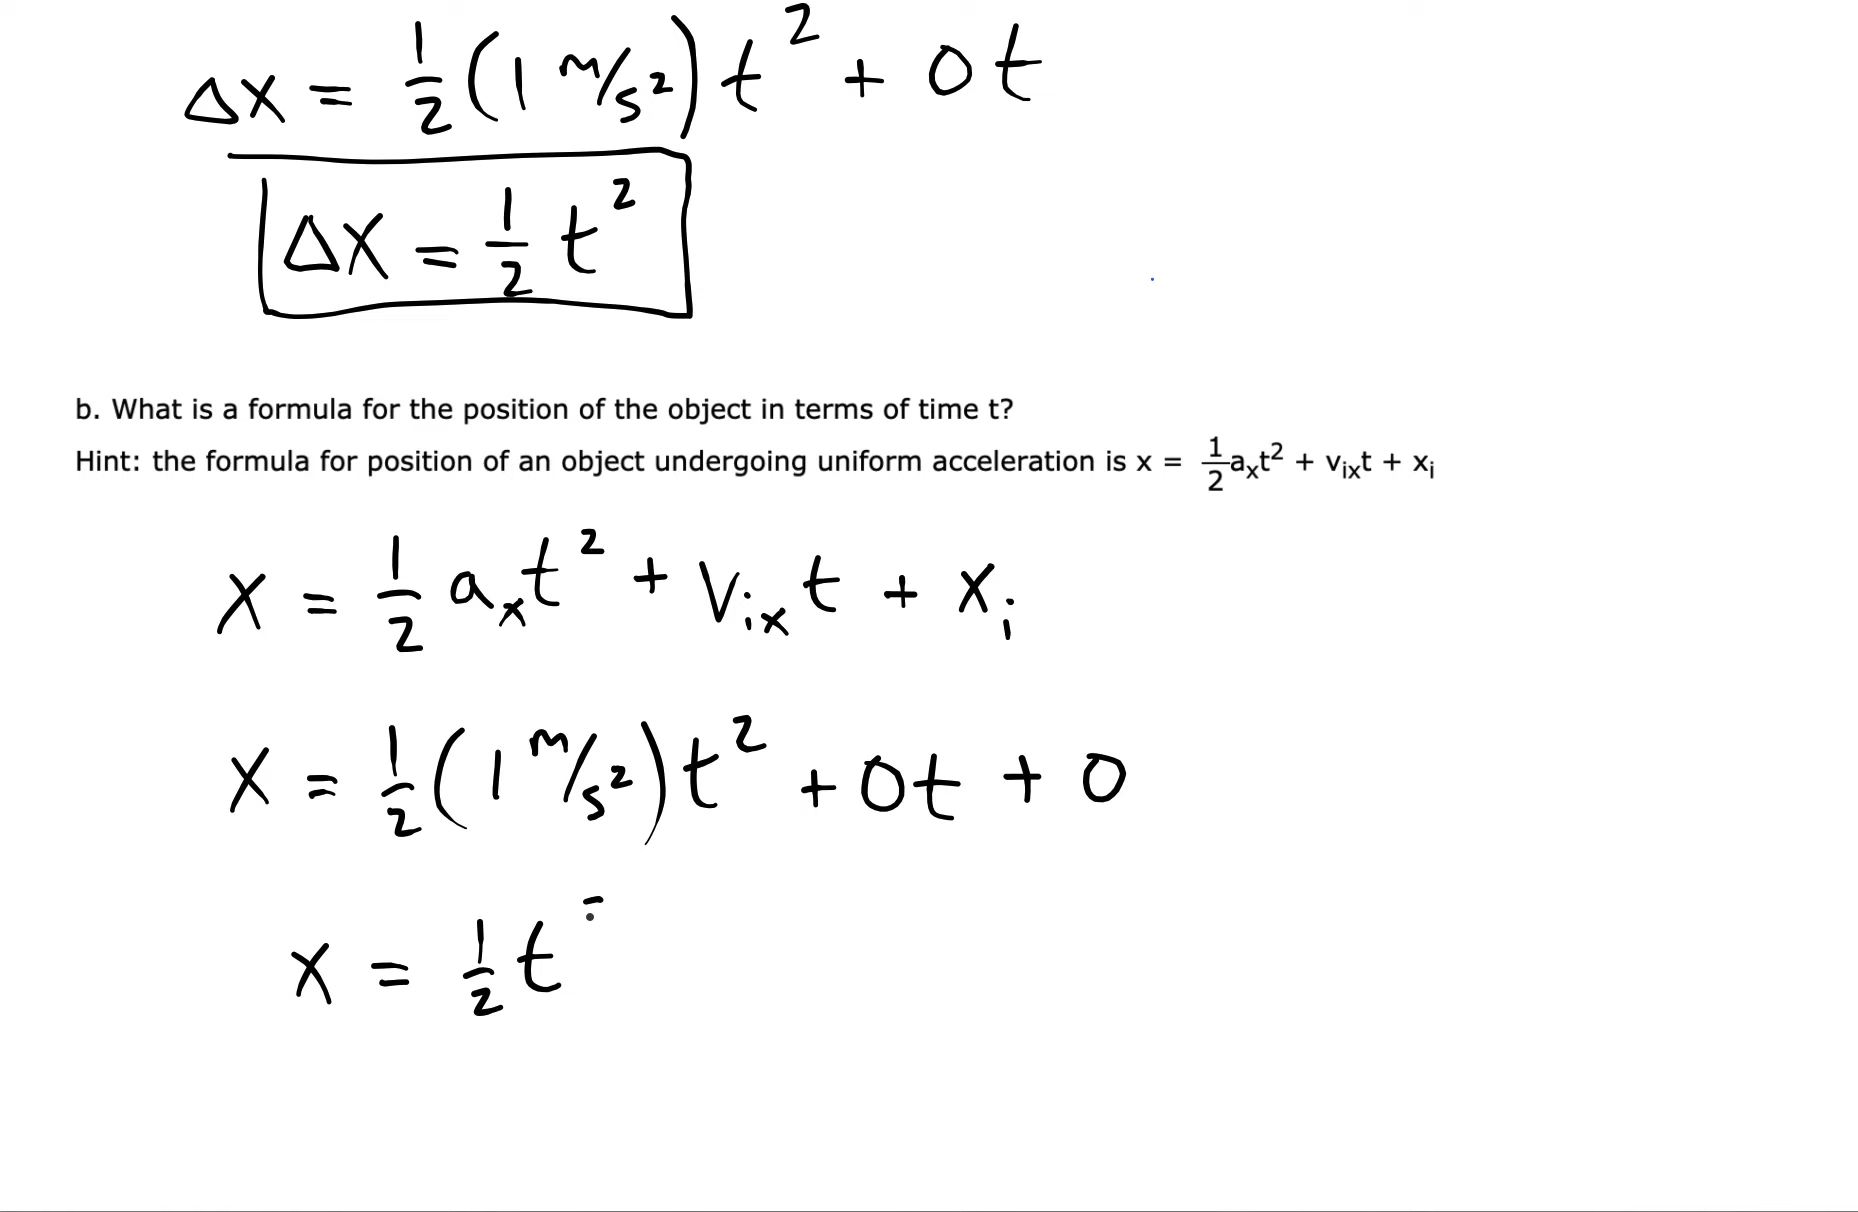 Δx = 1/2 (1 m/s²) t² + 0t
Δx = 1/2 t²
b. What is a formula for the position of the object in terms of time t?
Hint: the formula for position of an object undergoing uniform acceleration is x = 1/2 aₓt² + vᵢₓt + xᵢ
x = 1/2 aₓt² + vᵢₓt + xᵢ
x = 1/2 (1 m/s²) t² + 0t + 0
x = 1/2 t